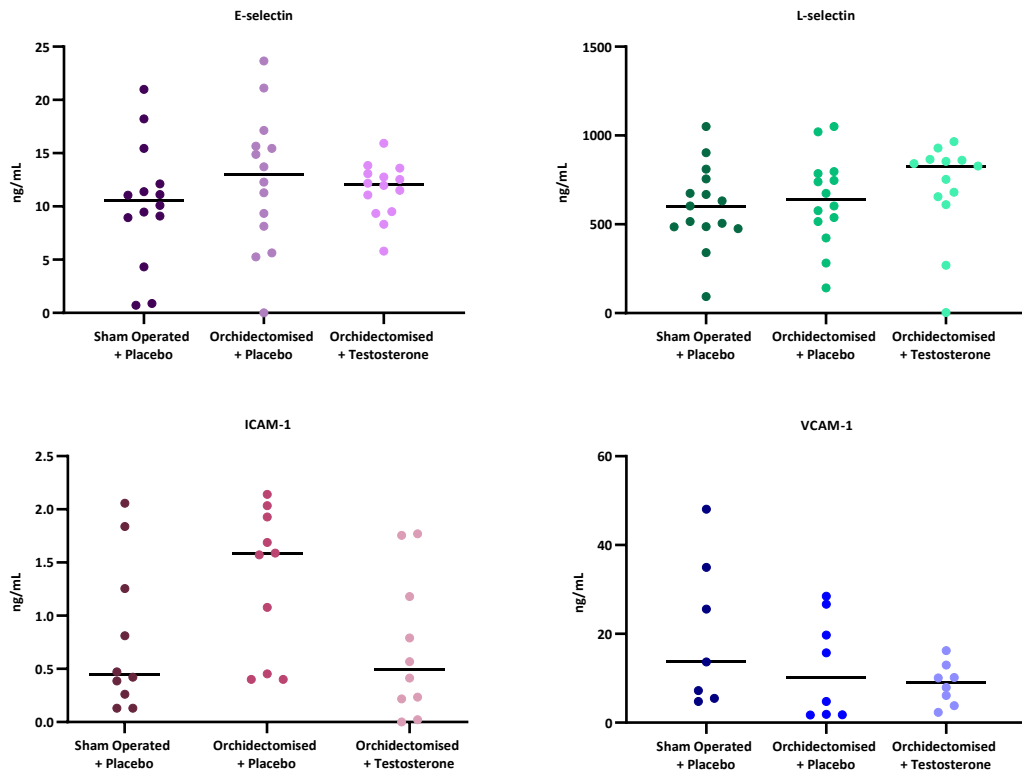 E-selectin
25
20
15
10
5
0
ng/mL
Sham Operated
+ Placebo
Orchidectomised
+ Placebo
Orchidectomised
+ Testosterone
L-selectin
1500
1000
500
0
ng/mL
Sham Operated
+ Placebo
Orchidectomised
+ Placebo
Orchidectomised
+ Testosterone
ICAM-1
2.5
2.0
1.5
1.0
0.5
0.0
ng/mL
Sham Operated
+ Placebo
Orchidectomised
+ Placebo
Orchidectomised
+ Testosterone
VCAM-1
60
40
20
0
ng/mL
Sham Operated
+ Placebo
Orchidectomised
+ Placebo
Orchidectomised
+ Testosterone